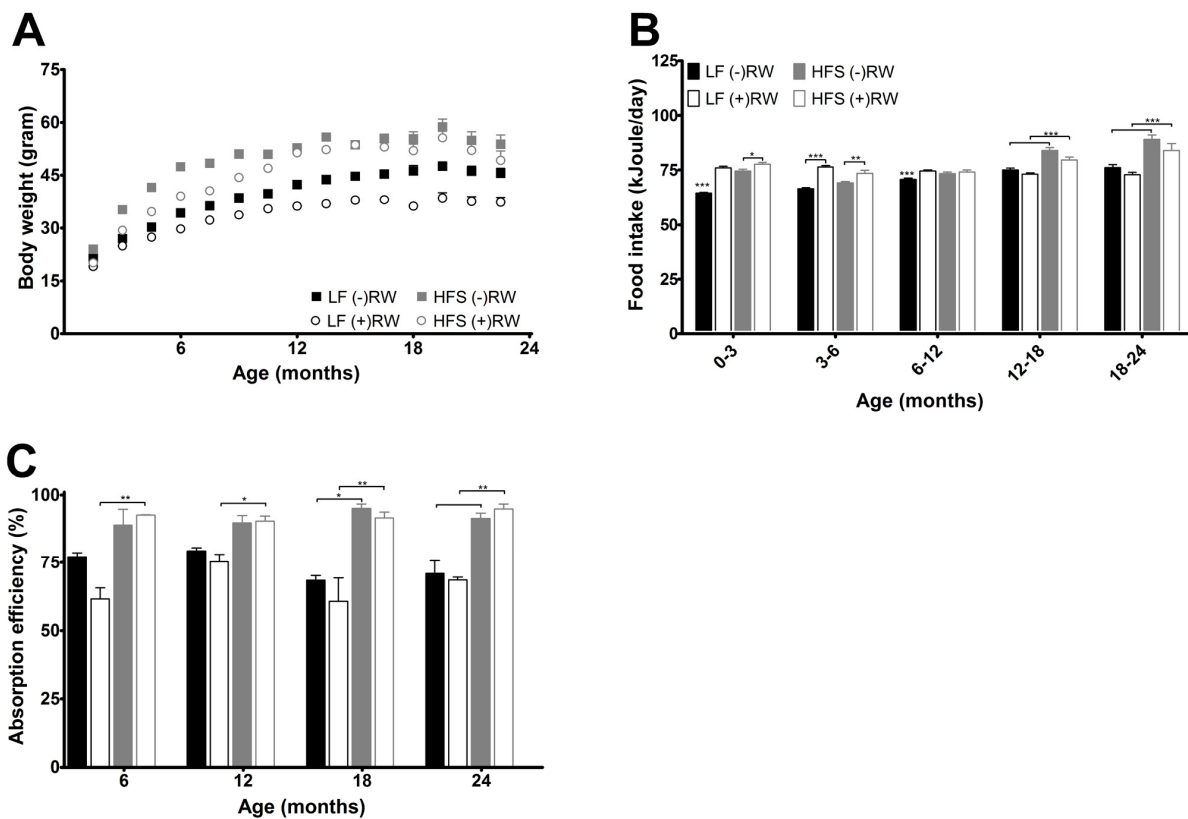 A
Body weight (gram)
75
60
45
30
15
0
6
12
18
24
Age (months)
LF (-)RW
HFS (-)RW
LF (+)RW
HFS (+)RW
B
Food intake (kJoule/day)
125
100
75
50
25
0
LF (-)RW
HFS (-)RW
LF (+)RW
HFS (+)RW
***
*
***
**
***
***
***
0-3
3-6
6-12
12-18
18-24
Age (months)
C
Absorption efficiency (%)
100
75
50
25
0
**
*
*
**
**
6
12
18
24
Age (months)